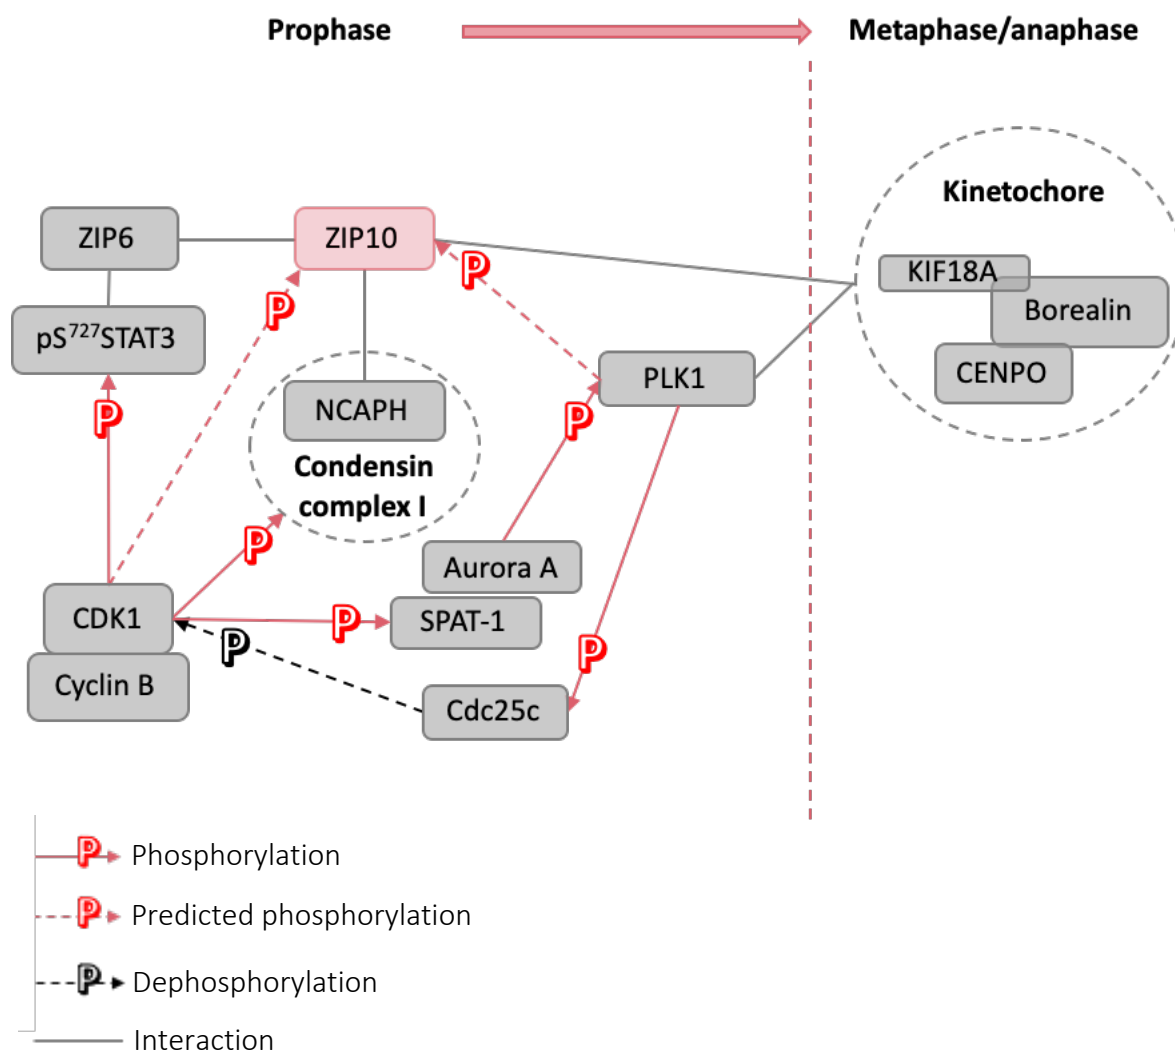 Prophase
Metaphase/anaphase
Kinetochore
ZIP6
ZIP10
P
KIF18A
P
Borealin
pS⁷²⁷STAT3
PLK1
CENPO
NCAPH
P
P
Condensin
complex I
P
Aurora A
CDK1
P
SPAT-1
P
P
Cyclin B
Cdc25c
P Phosphorylation
P Predicted phosphorylation
P Dephosphorylation
Interaction